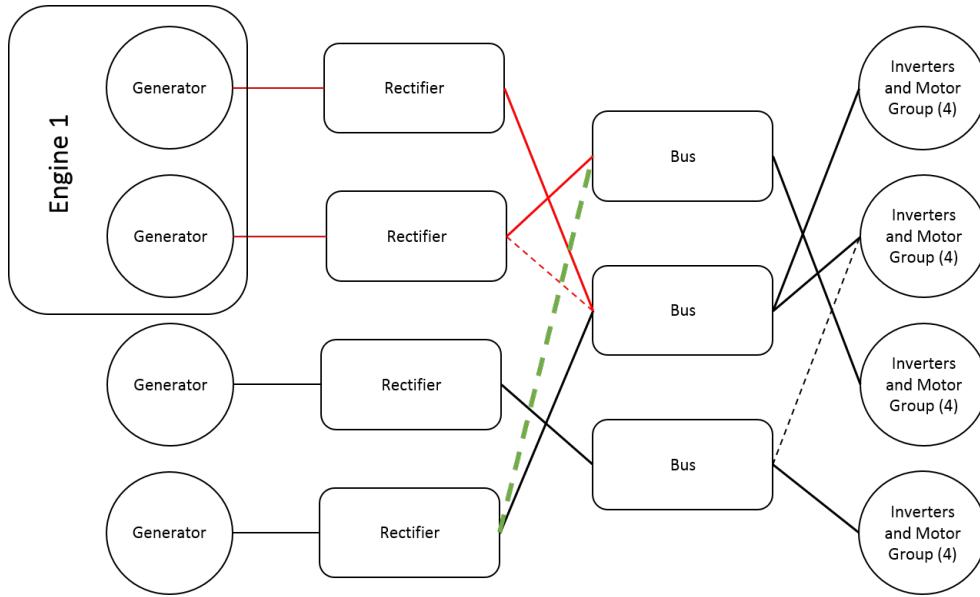 Engine 1
Generator
Rectifier
Generator
Rectifier
Generator
Rectifier
Generator
Rectifier
Bus
Bus
Bus
Inverters
and Motor
Group (4)
Inverters
and Motor
Group (4)
Inverters
and Motor
Group (4)
Inverters
and Motor
Group (4)